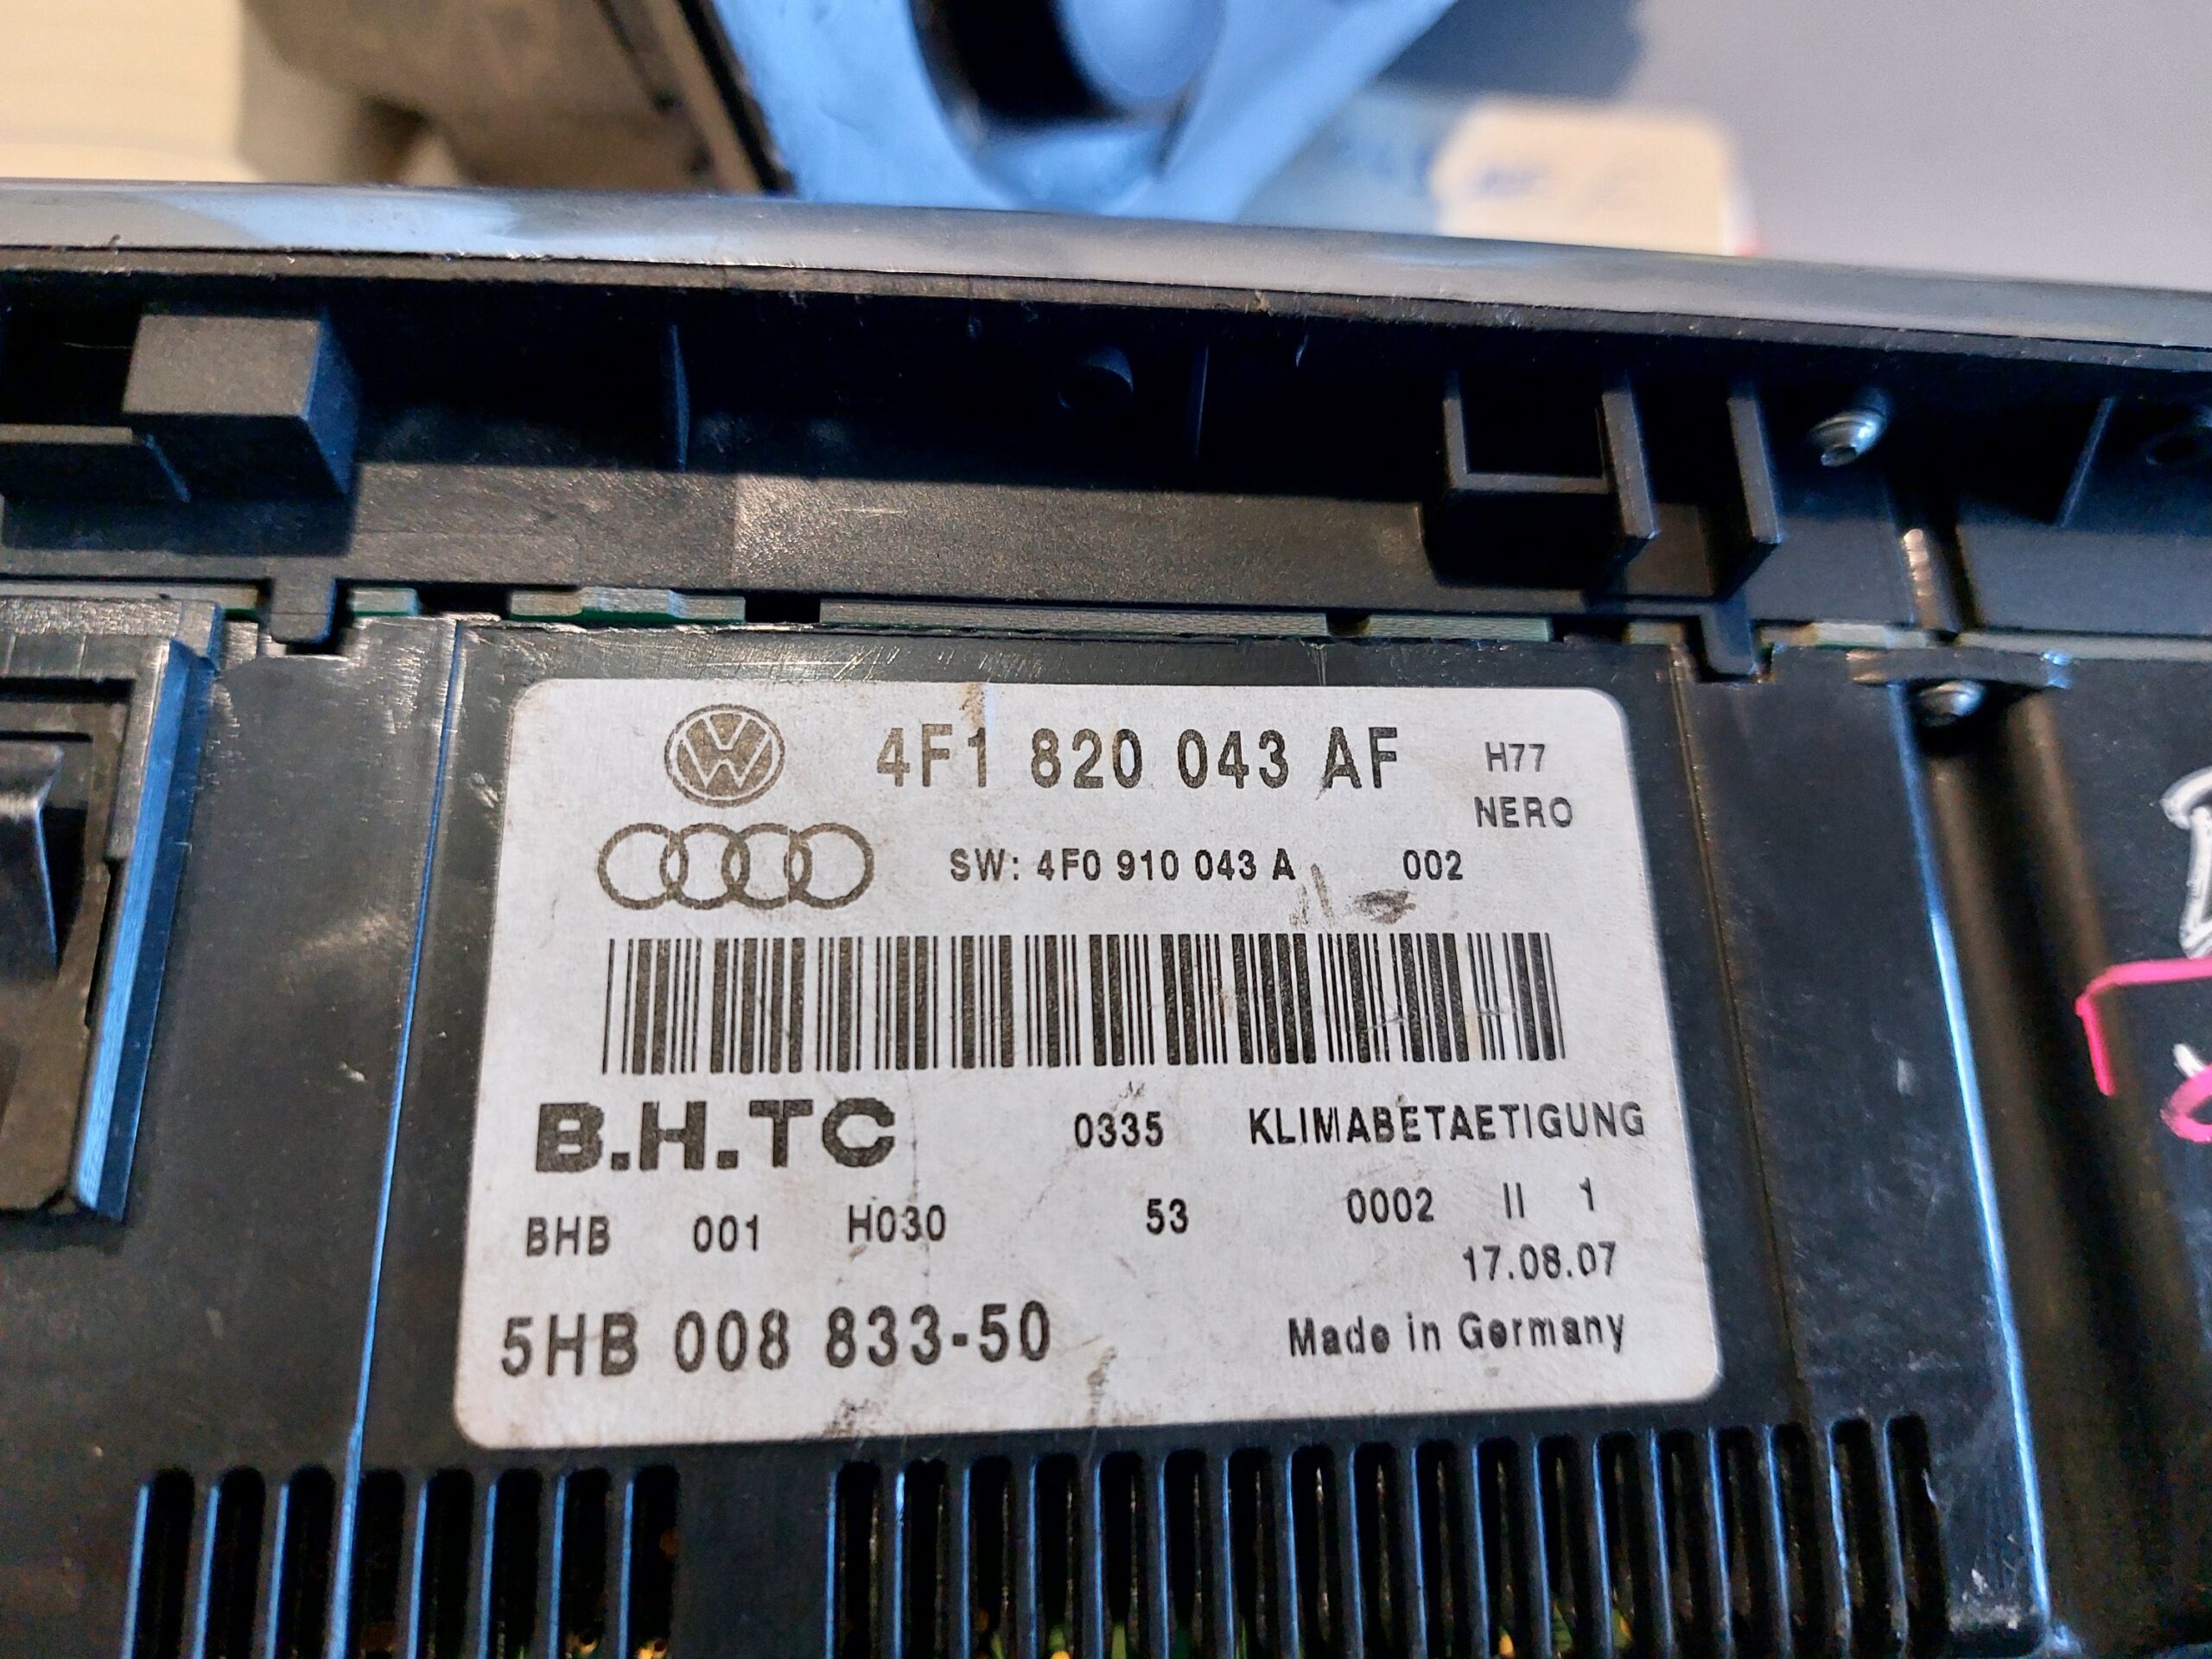 4F1 820 043 AF H77
NERO
SW: 4F0 910 043 A 002
B.H.TC 0335 KLIMABETAETIGUNG
BHB 001 H030 53 0002 II 1
17.08.07
5HB 008 833-50 Made in Germany